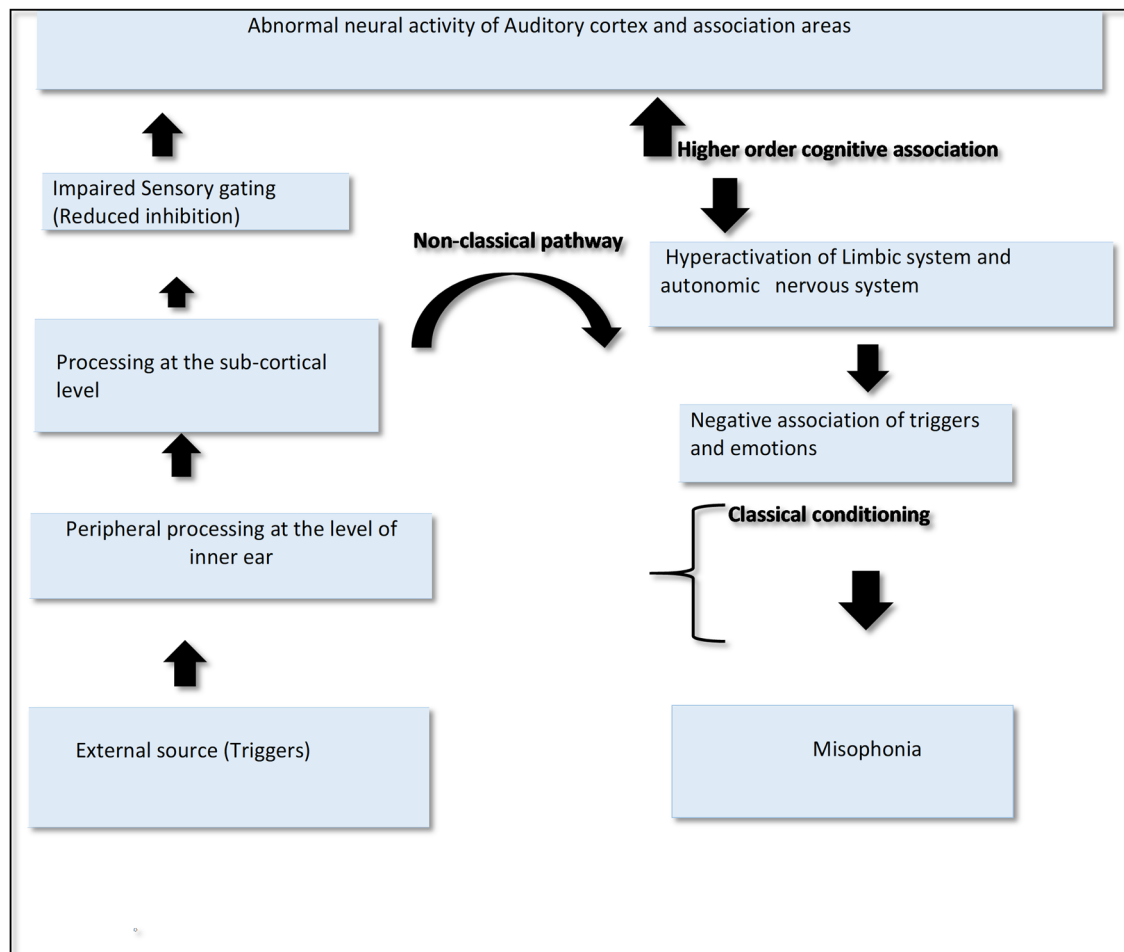 Abnormal neural activity of Auditory cortex and association areas
Higher order cognitive association
Impaired Sensory gating
(Reduced inhibition)
Non-classical pathway
Hyperactivation of Limbic system and
autonomic nervous system
Processing at the sub-cortical
level
Negative association of triggers
and emotions
Classical conditioning
Peripheral processing at the level of
inner ear
External source (Triggers)
Misophonia